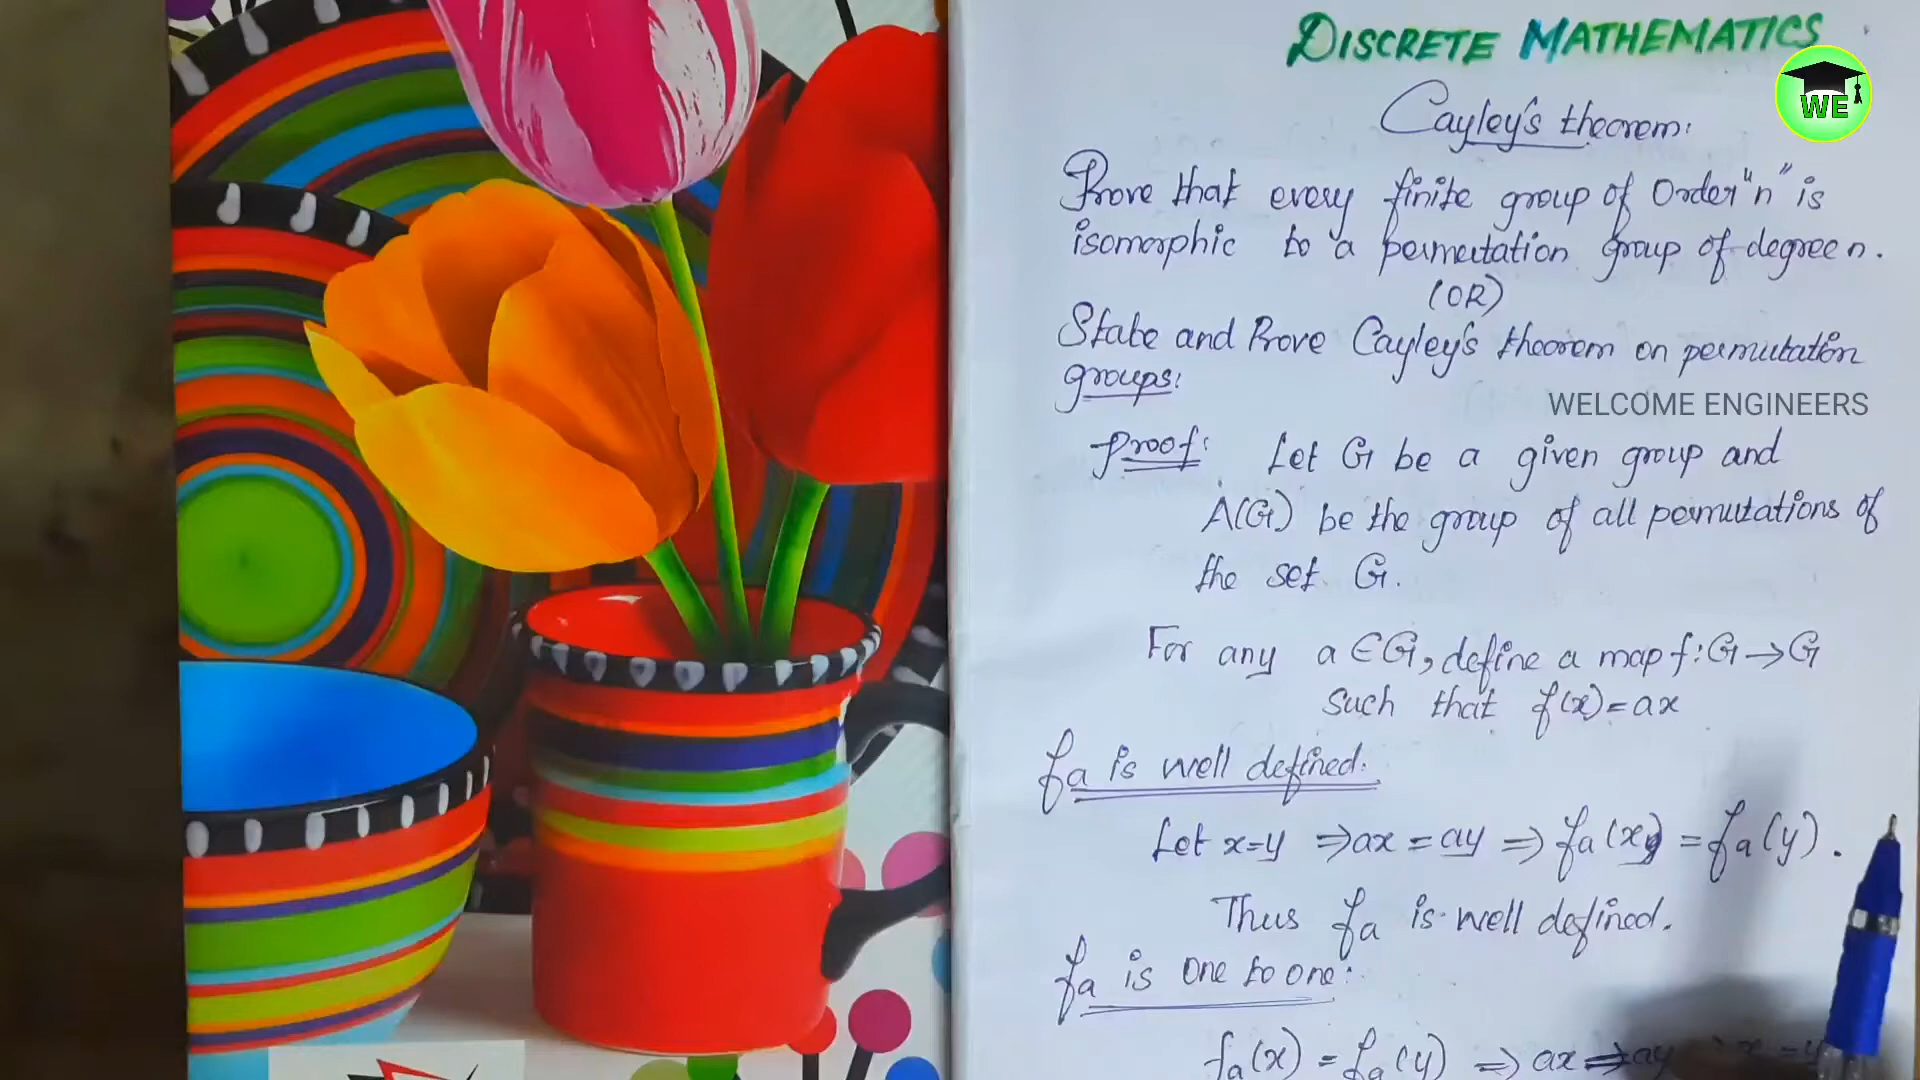 DISCRETE MATHEMATICS
WE
Cayley's theorem:
Prove that every finite group of Order "n" is
isomorphic to a permutation group of degree n.
(OR)
State and Prove Cayley's theorem on permutation
groups:
WELCOME ENGINEERS
Proof: Let G be a given group and
A(G) be the group of all permutations of
the set G.
For any a ∈ G, define a map f: G → G
Such that f(x) = ax
fa is well defined.
Let x=y ⇒ ax = ay ⇒ fa(x) = fa(y).
Thus fa is well defined.
fa is one to one:
fa(x) = fa(y) ⇒ ax = ay